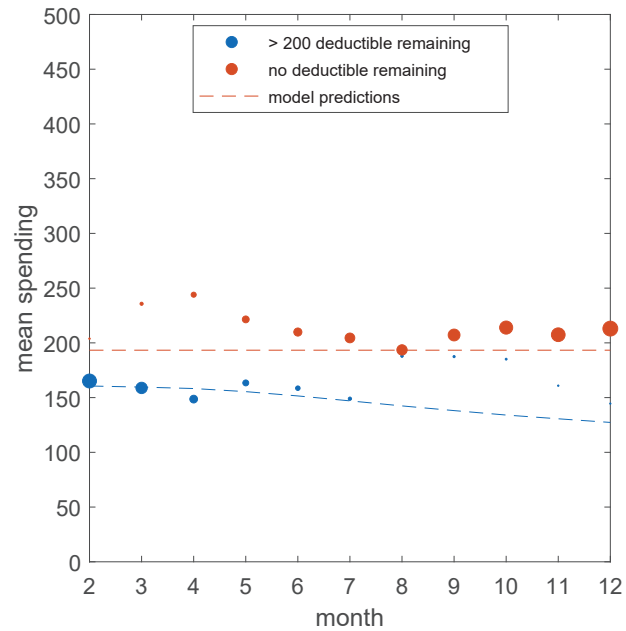 > 200 deductible remaining
no deductible remaining
model predictions
500
450
400
350
300
250
200
150
100
50
0
mean spending
2 3 4 5 6 7 8 9 10 11 12
month